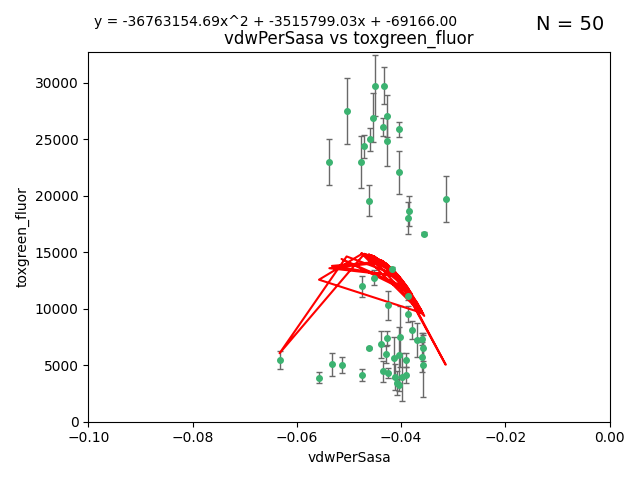 y = -36763154.69x^2 + -3515799.03x + -69166.00
N = 50
vdwPerSasa vs toxgreen_fluor
30000
25000
20000
15000
10000
5000
0
toxgreen_fluor
−0.10
−0.08
−0.06
−0.04
−0.02
0.00
vdwPerSasa